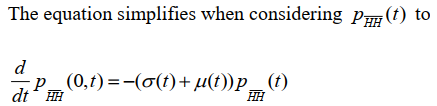 The equation simplifies when considering $p_{\overline{HH}}(t)$ to
$\frac{d}{dt} p_{\overline{HH}}(0,t) = -(\sigma(t) + \mu(t)) p_{\overline{HH}}(t)$